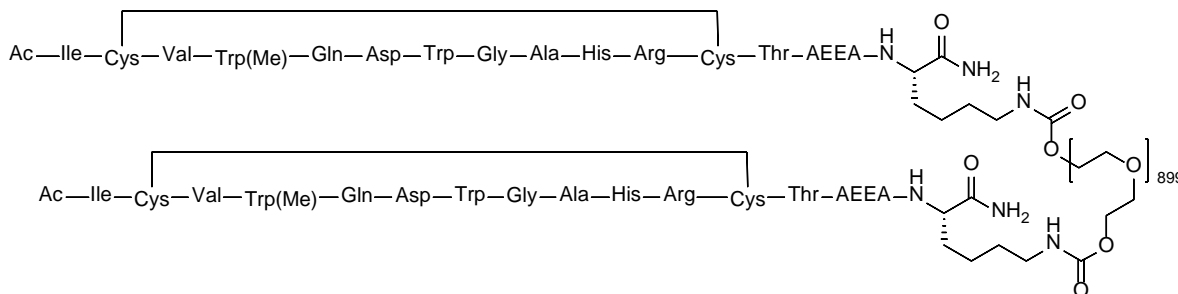 O
Ac Ile Cys Val Trp(Me) Gln Asp Trp Gly Ala His Arg Cys Thr AEEA H N NH2
H N O
O O 899
O
Ac Ile Cys Val Trp(Me) Gln Asp Trp Gly Ala His Arg Cys Thr AEEA H N NH2
H N O
O